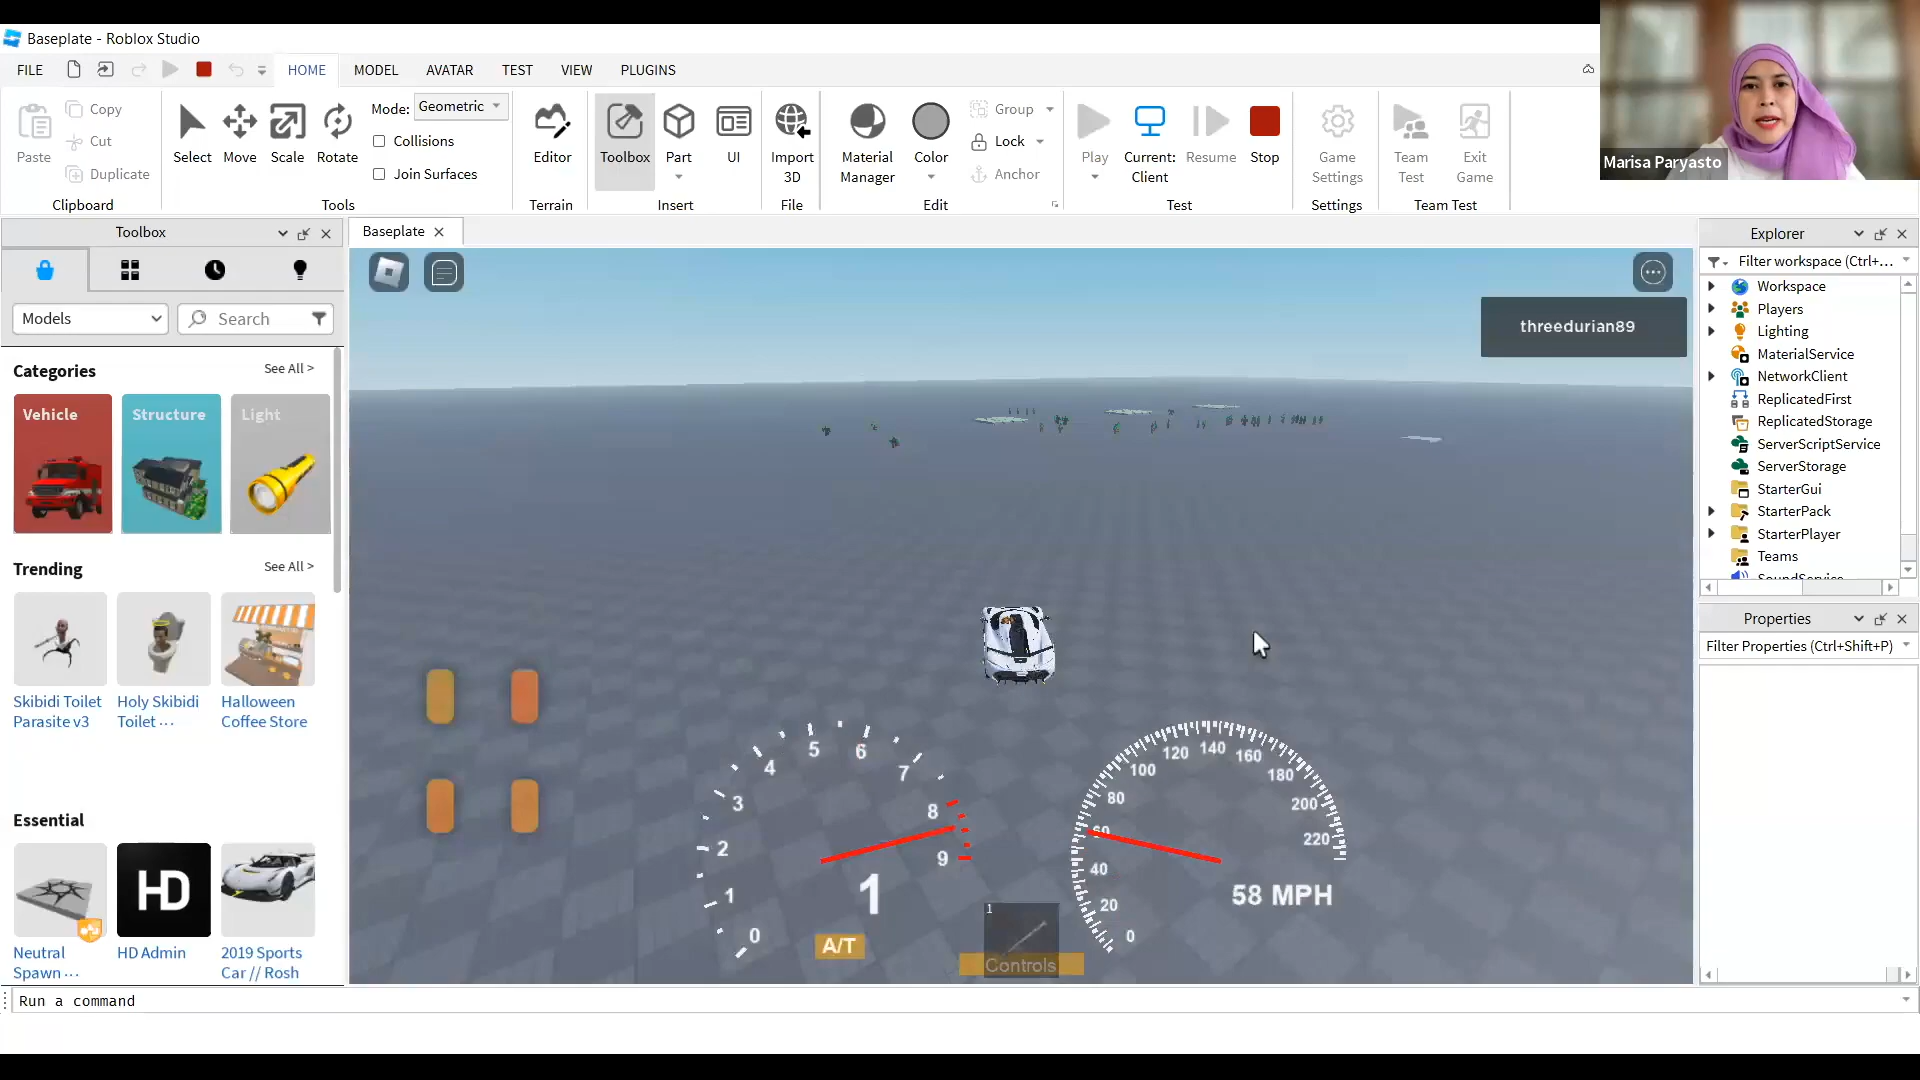 Baseplate - Roblox Studio
FILE
HOME
MODEL
AVATAR
TEST
VIEW
PLUGINS
Paste
Copy
Cut
Duplicate
Clipboard
Select
Move
Scale
Rotate
Mode:
Geometric
Collisions
Join Surfaces
Tools
Editor
Terrain
Toolbox
Part
UI
Insert
Import
3D
File
Material
Manager
Color
Group
Lock
Anchor
Edit
Play
Current:
Client
Resume
Stop
Test
Game
Settings
Settings
Team
Test
Exit
Game
Team Test
Marisa Paryasto
Toolbox
Models
Search
Categories
See All >
Vehicle
Structure
Light
Trending
See All >
Skibidi Toilet
Parasite v3
Holy Skibidi
Toilet ...
Halloween
Coffee Store
Essential
HD
Neutral
Spawn ...
HD Admin
2019 Sports
Car // Rosh
Baseplate
threedurian89
0
1
2
3
4
5
6
7
8
9
1
A/T
1
Controls
0
20
40
60
80
100
120
140
160
180
200
220
58 MPH
Explorer
Filter workspace (Ctrl+...
Workspace
Players
Lighting
MaterialService
NetworkClient
ReplicatedFirst
ReplicatedStorage
ServerScriptService
ServerStorage
StarterGui
StarterPack
StarterPlayer
Teams
SoundService
Properties
Filter Properties (Ctrl+Shift+P)
Run a command